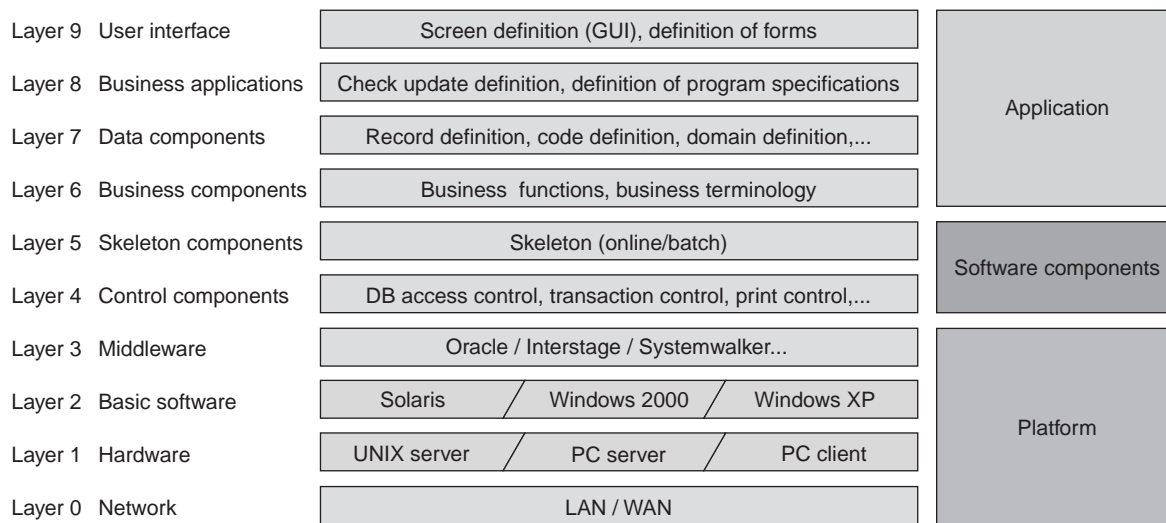 Layer 9 User interface Screen definition (GUI), definition of forms
Layer 8 Business applications Check update definition, definition of program specifications
Application
Layer 7 Data components Record definition, code definition, domain definition,...
Layer 6 Business components Business functions, business terminology
Layer 5 Skeleton components Skeleton (online/batch)
Software components
Layer 4 Control components DB access control, transaction control, print control,...
Layer 3 Middleware Oracle / Interstage / Systemwalker...
Layer 2 Basic software Solaris Windows 2000 Windows XP
Platform
Layer 1 Hardware UNIX server PC server PC client
Layer 0 Network LAN / WAN